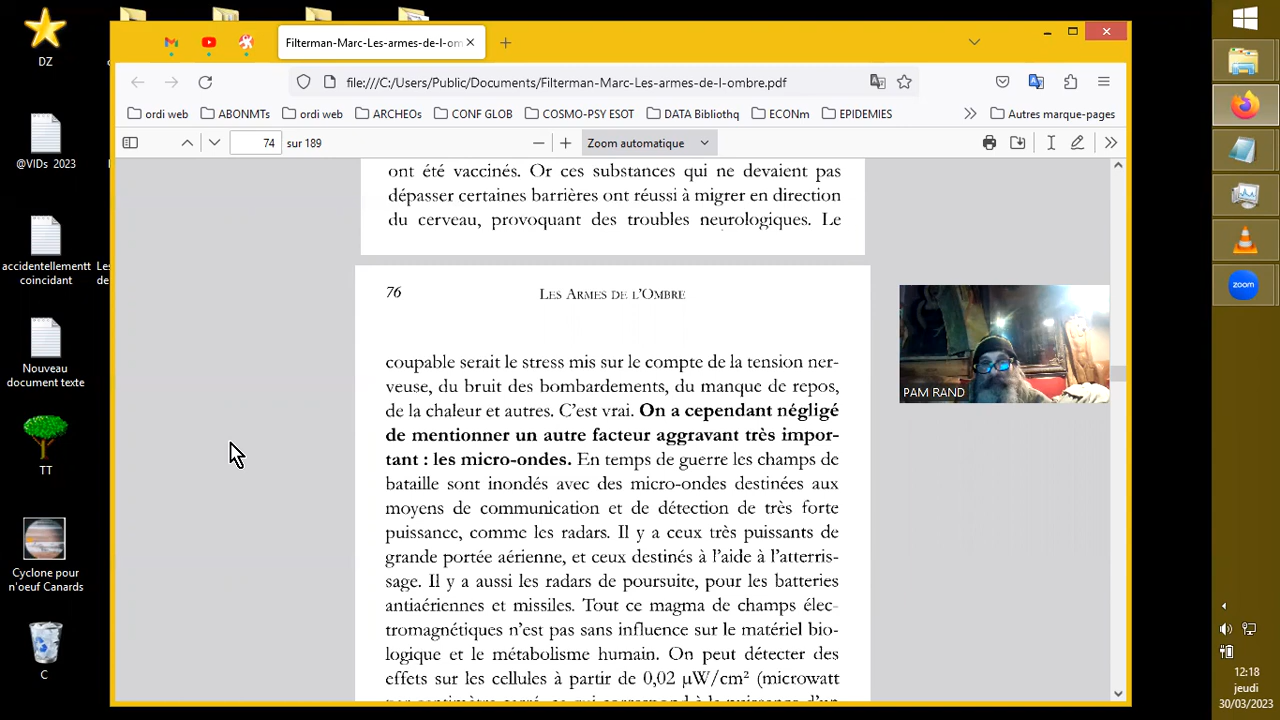 DZ
@VIDs 2023
accidentellementt
coincidant
Nouveau
document texte
TT
Cyclone pour
n'oeuf Canards
C
Filterman-Marc-Les-armes-de-l-om
file:///C:/Users/Public/Documents/Filterman-Marc-Les-armes-de-l-ombre.pdf
ordi web
ABONMTs
ordi web
ARCHEOs
CONF GLOB
COSMO-PSY ESOT
DATA Bibliothq
ECONm
EPIDEMIES
Autres marque-pages
74 sur 189
Zoom automatique
ont été vaccinés. Or ces substances qui ne devaient pas
dépasser certaines barrières ont réussi à migrer en direction
du cerveau, provoquant des troubles neurologiques. Le
76 Les Armes de l'Ombre
coupable serait le stress mis sur le compte de la tension ner-
veuse, du bruit des bombardements, du manque de repos,
de la chaleur et autres. C'est vrai. On a cependant négligé
de mentionner un autre facteur aggravant très impor-
tant : les micro-ondes. En temps de guerre les champs de
bataille sont inondés avec des micro-ondes destinées aux
moyens de communication et de détection de très forte
puissance, comme les radars. Il y a ceux très puissants de
grande portée aérienne, et ceux destinés à l'aide à l'atterris-
sage. Il y a aussi les radars de poursuite, pour les batteries
antiaériennes et missiles. Tout ce magma de champs élec-
tromagnétiques n'est pas sans influence sur le matériel bio-
logique et le métabolisme humain. On peut détecter des
effets sur les cellules à partir de 0,02 µW/cm² (microwatt
PAM RAND
zoom
12:18
jeudi
30/03/2023